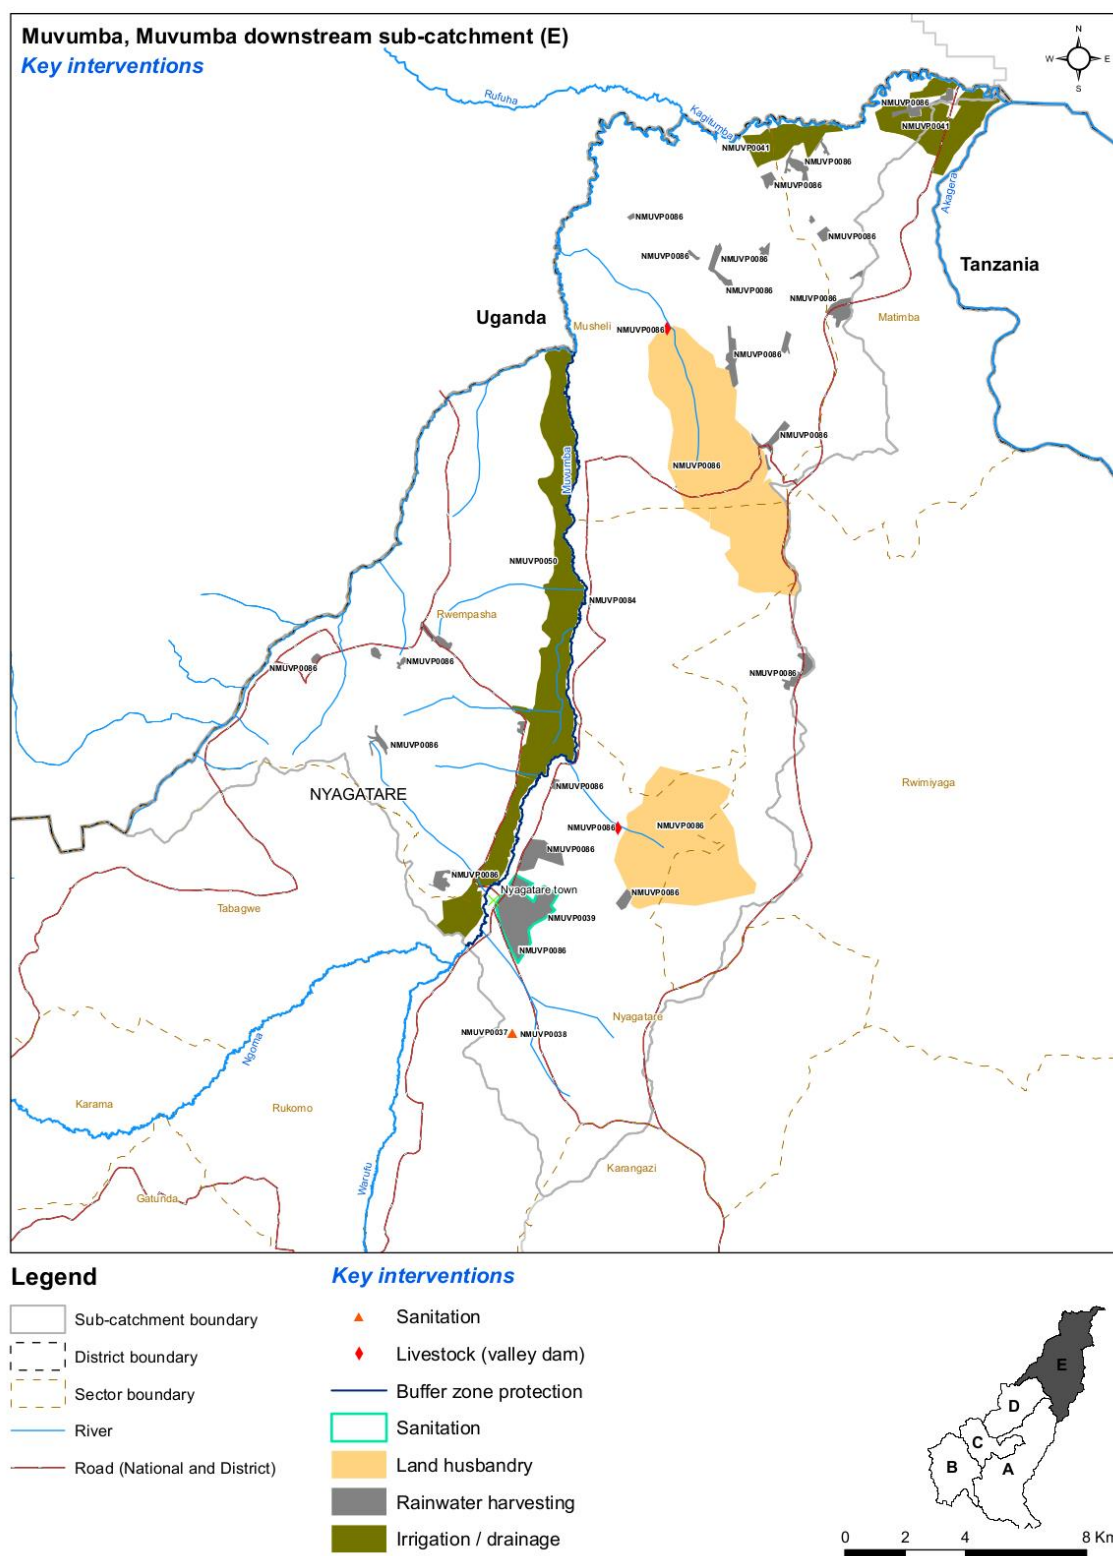 Muvumba, Muvumba downstream sub-catchment (E)
Key interventions
N
W
E
S
Rufuha
Kagitumba
NMUVP0086
NMUVP0041
NMUVP0041
NMUVP0086
NMUVP0086
Akagera
NMUVP0086
NMUVP0086
NMUVP0086
NMUVP0086
Tanzania
NMUVP0086
NMUVP0086
Uganda
Musheli
NMUVP0086
Matimba
NMUVP0086
NMUVP0086
Muvumba
NMUVP0086
NMUVP0050
NMUVP0084
Rwempasha
NMUVP0086
NMUVP0086
NMUVP0086
NMUVP0086
NYAGATARE
NMUVP0086
Rwimiyaga
NMUVP0086
NMUVP0086
NMUVP0086
NMUVP0086
Nyagatare town
NMUVP0086
Tabagwe
NMUVP0039
NMUVP0086
Nyagatare
NMUVP0037
NMUVP0038
Ngoma
Karama
Rukomo
Karangazi
Warufu
Gatunda
Legend
Sub-catchment boundary
District boundary
Sector boundary
River
Road (National and District)
Key interventions
Sanitation
Livestock (valley dam)
Buffer zone protection
Sanitation
Land husbandry
Rainwater harvesting
Irrigation / drainage
E
D
C
B
A
0 2 4 8 Km